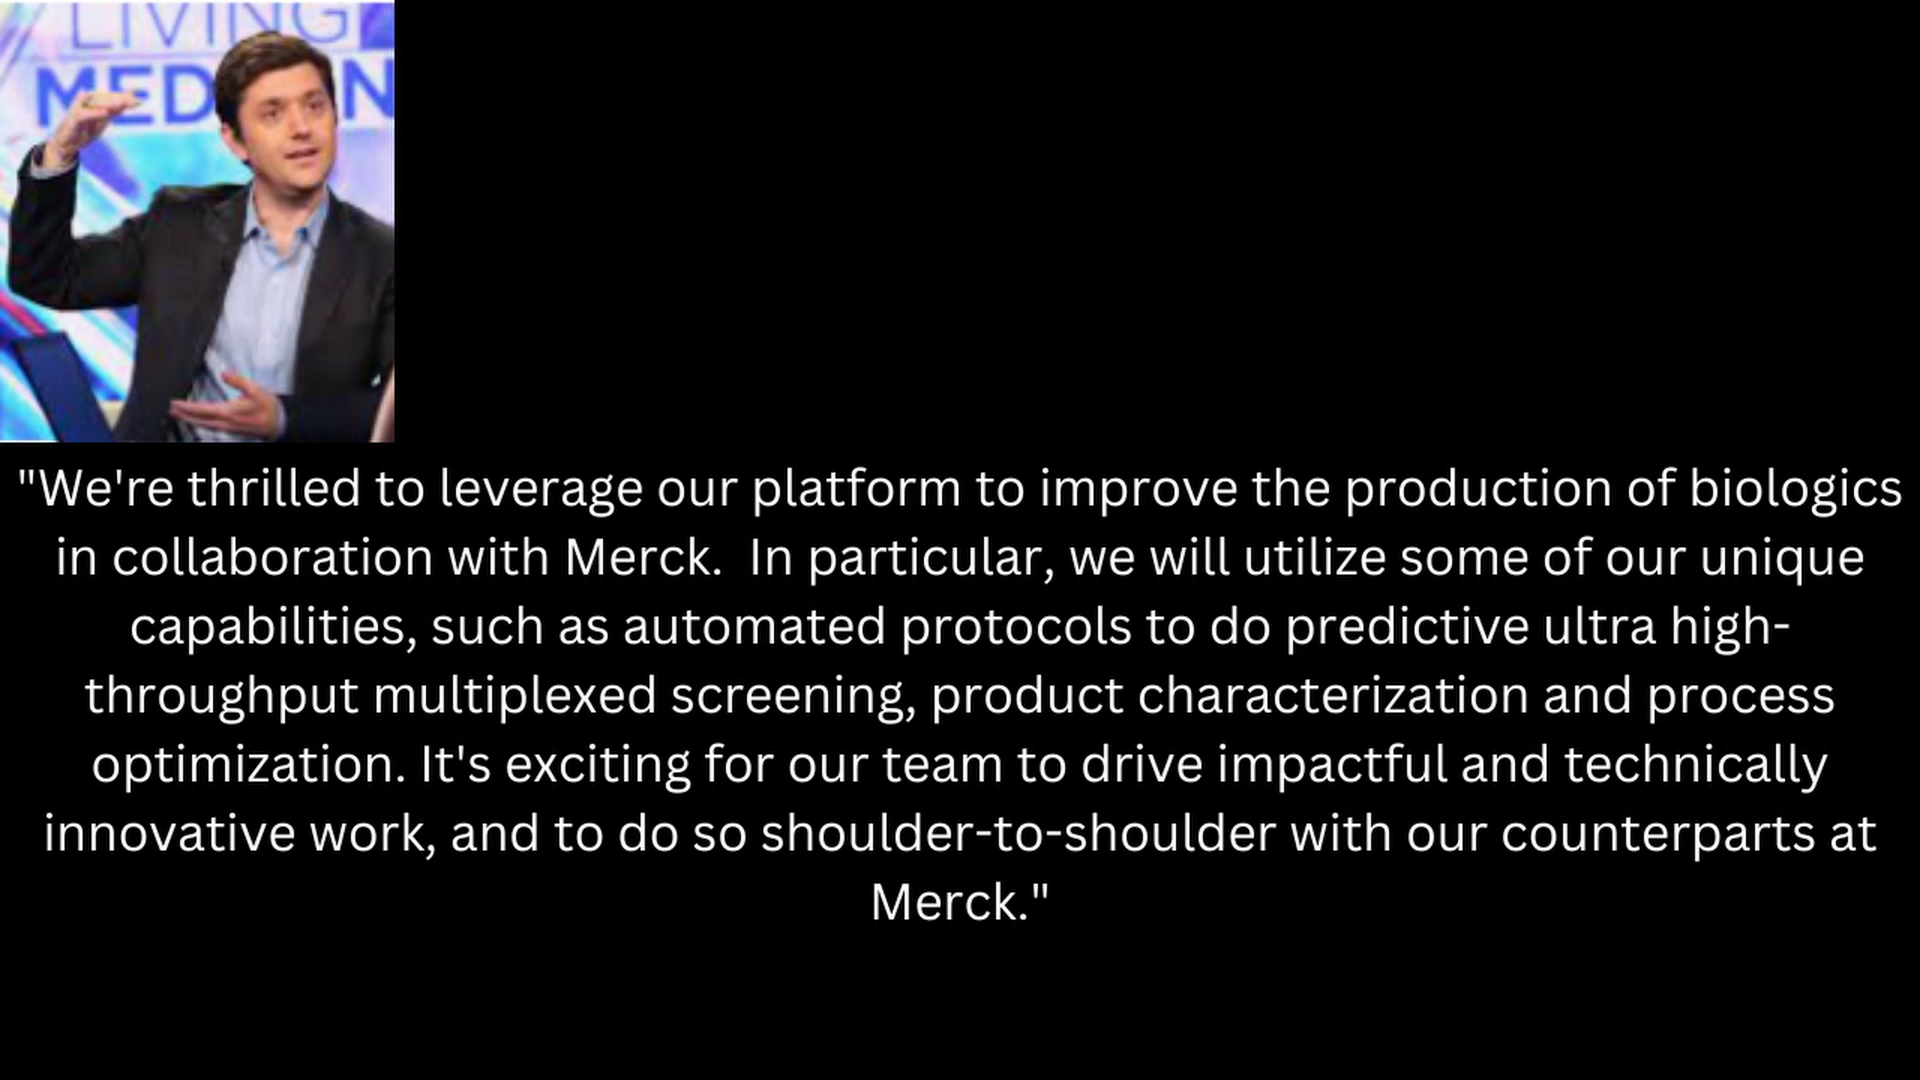 LIVING
MED
N
"We're thrilled to leverage our platform to improve the production of biologics
in collaboration with Merck.  In particular, we will utilize some of our unique
capabilities, such as automated protocols to do predictive ultra high-
throughput multiplexed screening, product characterization and process
optimization. It's exciting for our team to drive impactful and technically
innovative work, and to do so shoulder-to-shoulder with our counterparts at
Merck."